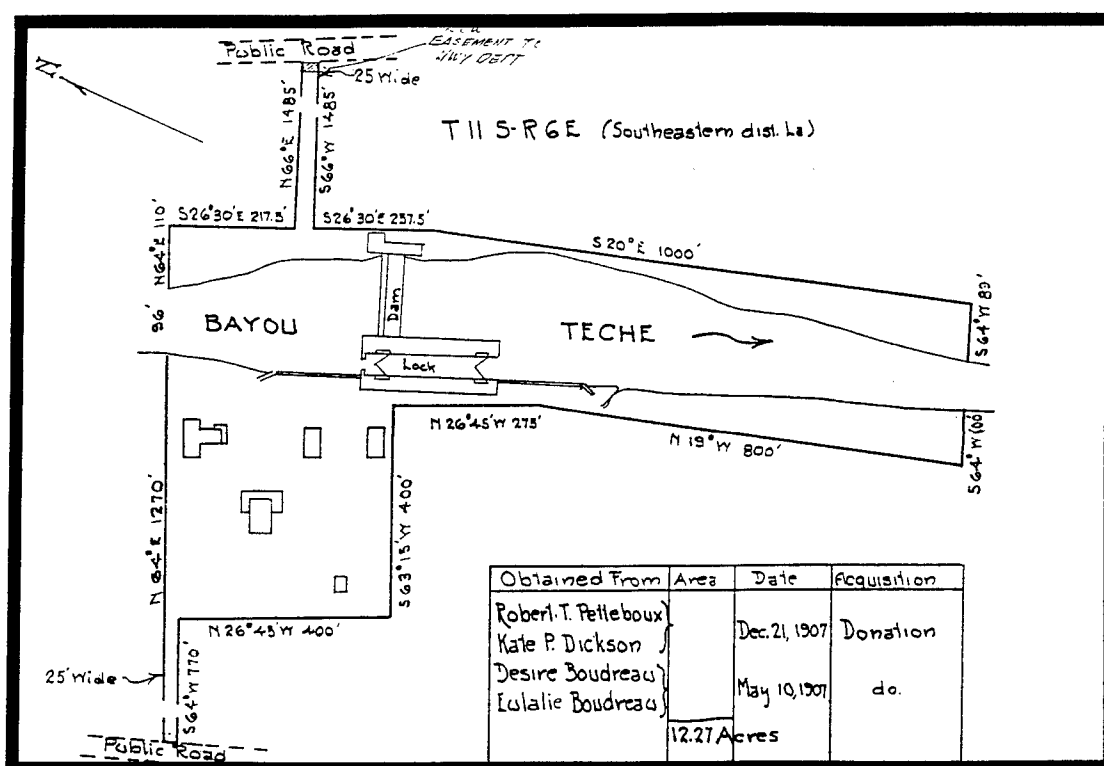 EASEMENT TO
HWY DEPT
Public Road
25 Wide
N
N 66° E 1485'
S 66° W 1485'
T 11 S-R 6 E (Southeastern dist. La)
S 26°30' E 217.5'
S 26°30' E 257.5'
S 20° E 1000'
N 64° E 110'
96'
BAYOU
Dam
TECHE
S 64° W 80'
Lock
N 26°45' W 275'
N 19° W 800'
S 64° W 100'
N 64° E 1270'
S 63°15' W 400'
N 26°45' W 400'
25' Wide
S 64° W 770'
Public Road
Obtained From Area Date Acquisition
Robert. T. Petteboux
Kate P. Dickson
Dec. 21, 1907 Donation
Desire Boudreau
Eulalie Boudreau
May 10, 1907 do.
12.27 Acres